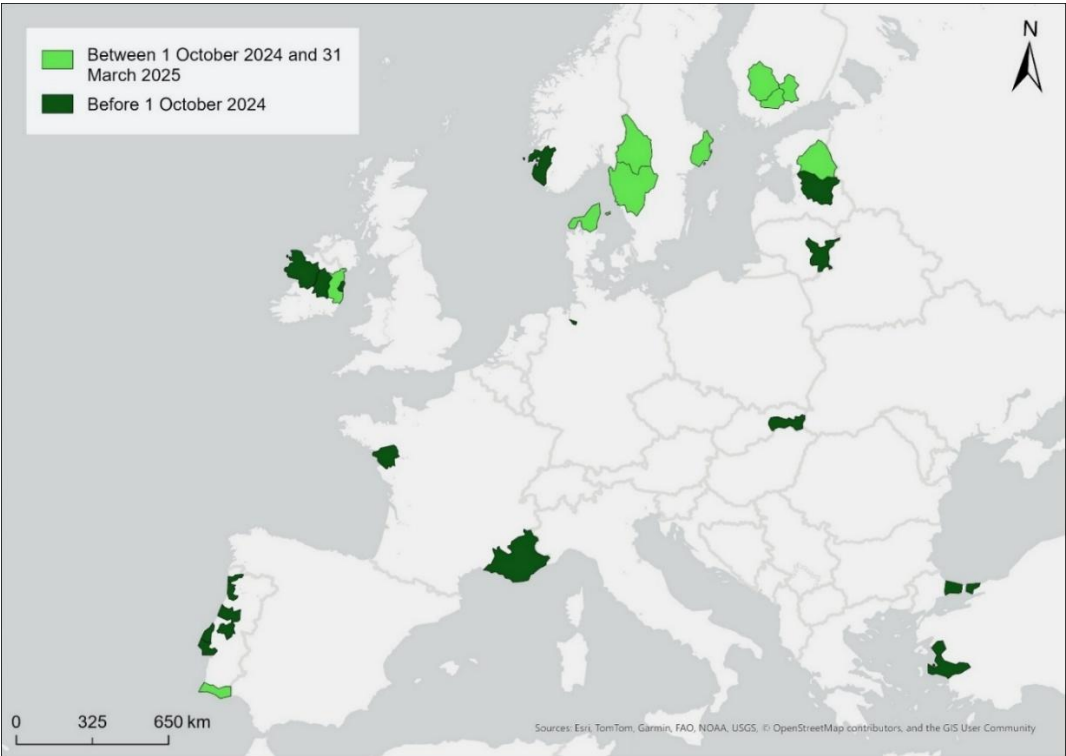 Between 1 October 2024 and 31
March 2025
Before 1 October 2024
N
0 325 650 km
Sources: Esri, TomTom, Garmin, FAO, NOAA, USGS, © OpenStreetMap contributors, and the GIS User Community